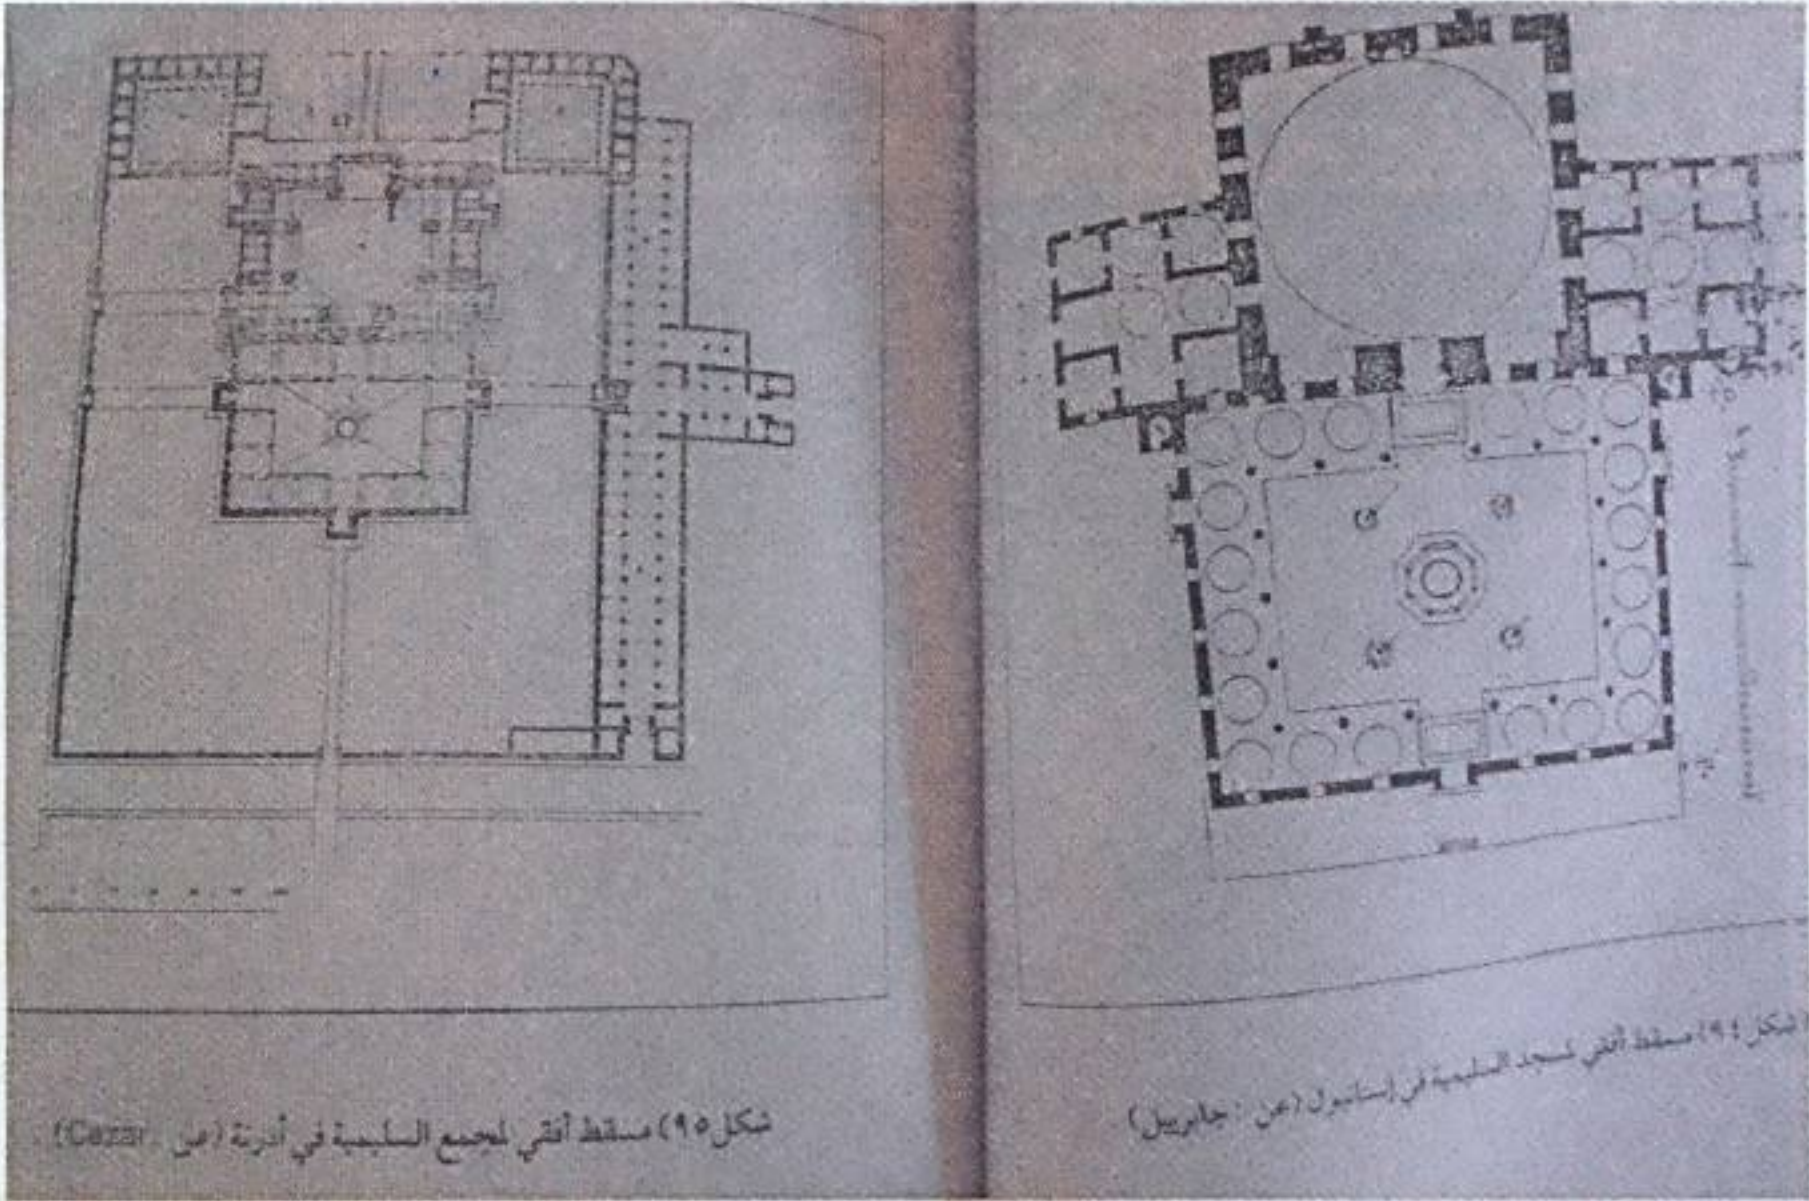 شكل ٩٤) مسقط أفقي لمسجد السليمية في إستانبول (عن : جابرييل)
شكل ٩٥) مسقط أفقي لمجمع السليمية في أدرنة (عن Cezar)